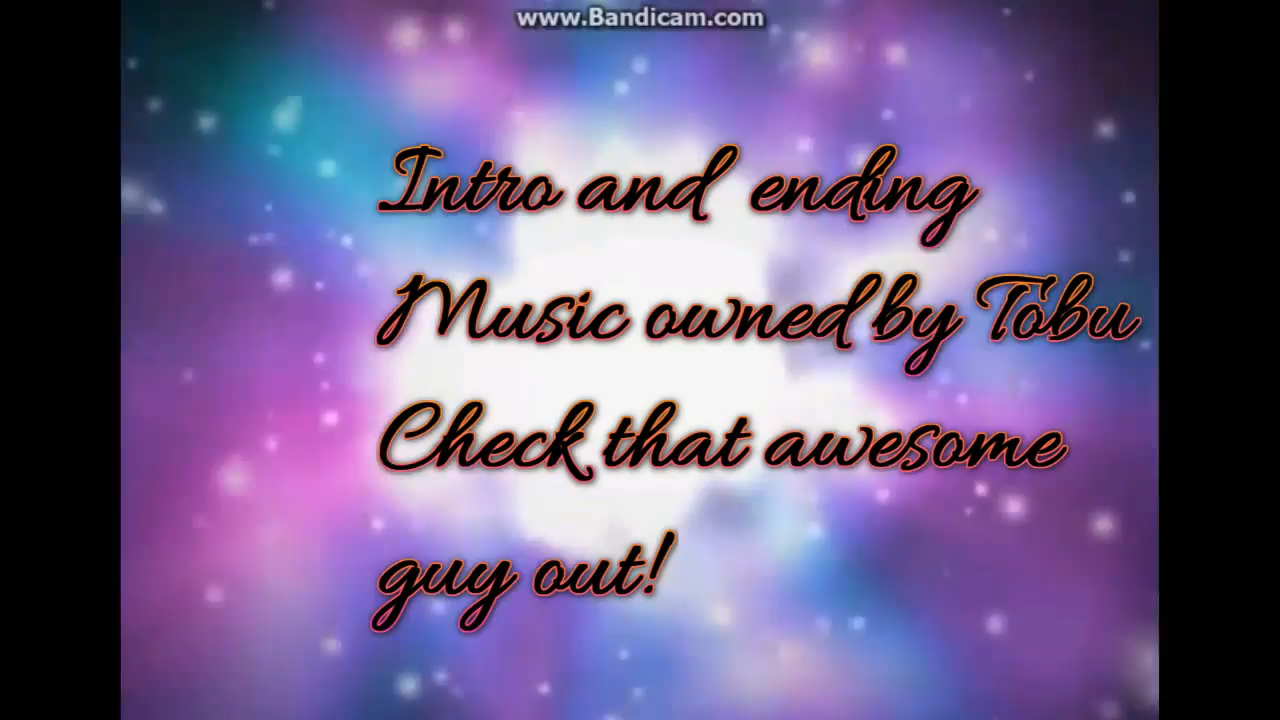 www.Bandicam.com
Intro and ending
Music owned by Tobu
Check that awesome
guy out!